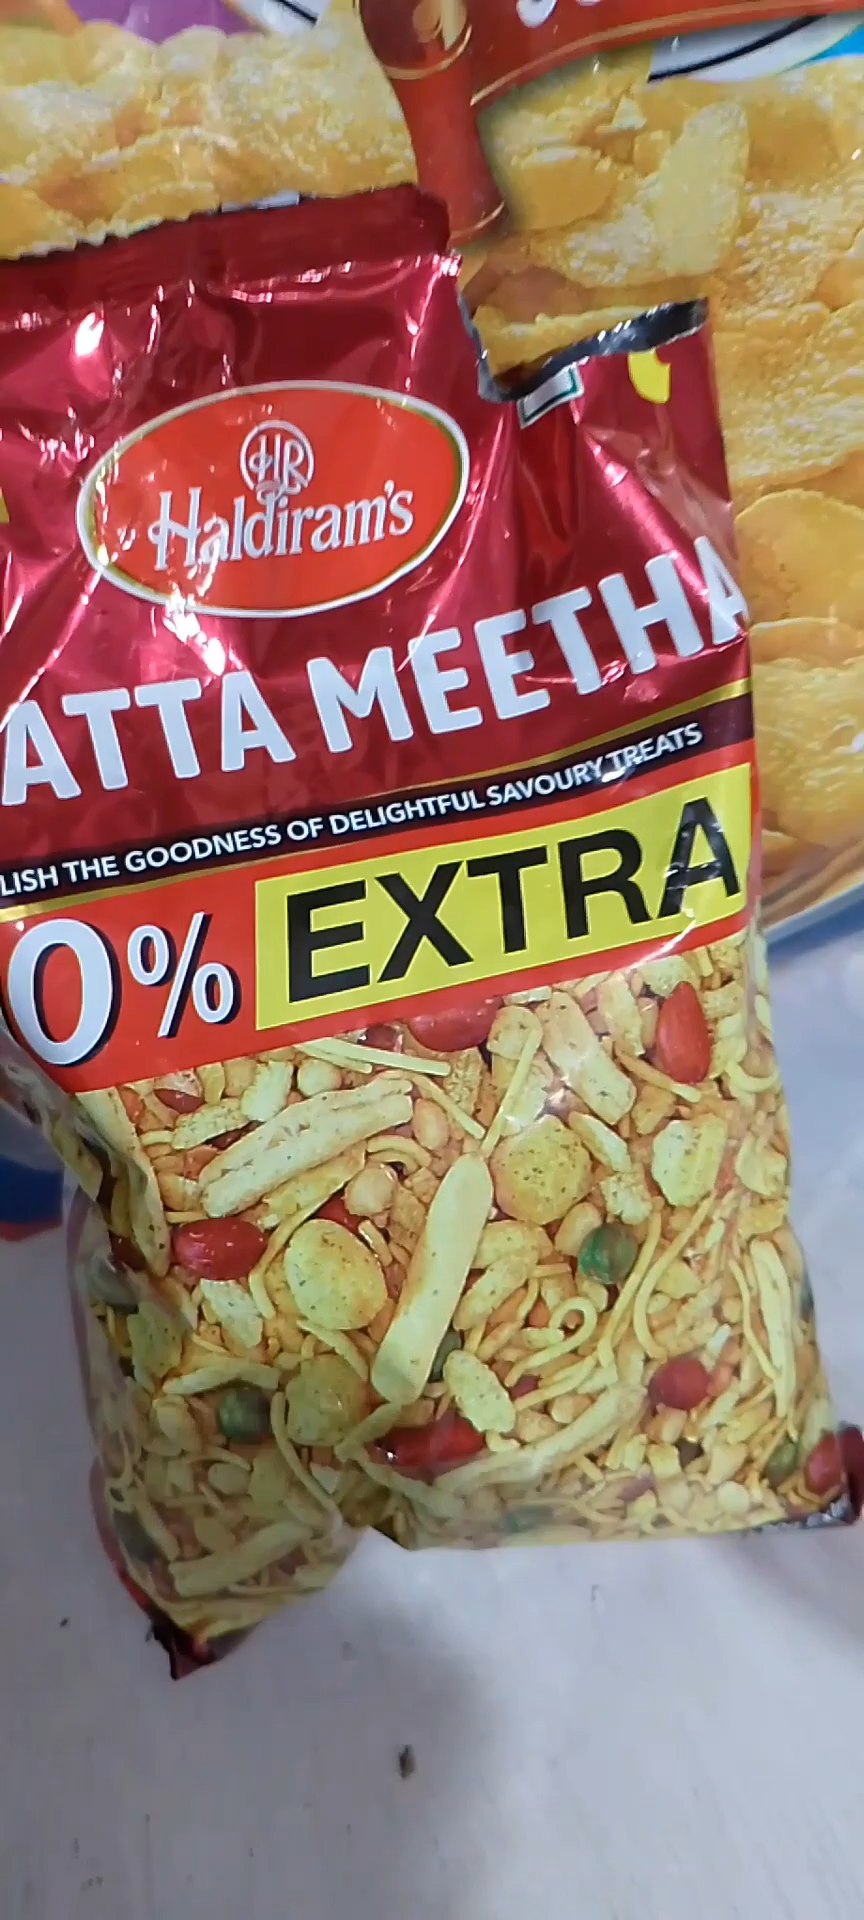 HR
Haldiram's
ATTA MEETHA
LISH THE GOODNESS OF DELIGHTFUL SAVOURY TREATS
0% EXTRA